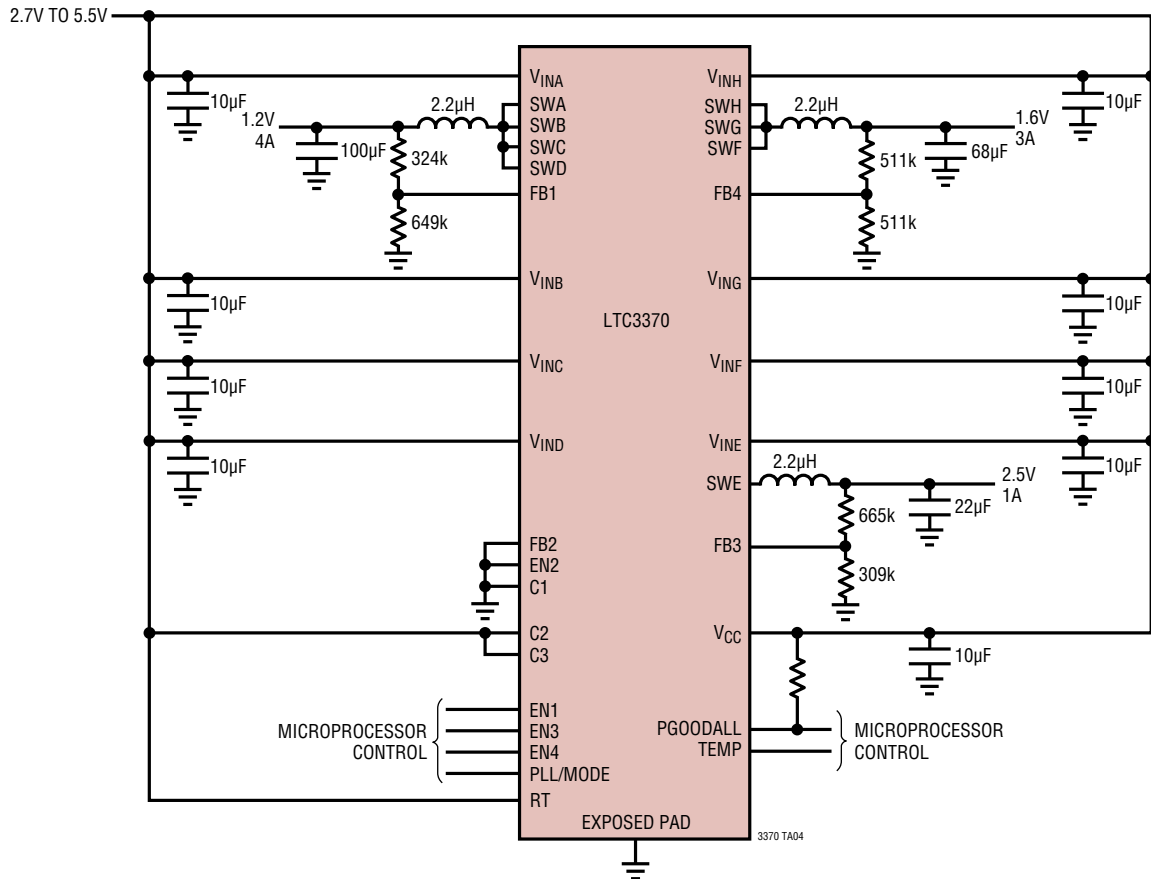 2.7V TO 5.5V
VINA
10µF
1.2V
4A
100µF
324k
649k
2.2µH
SWA
SWB
SWC
SWD
FB1
VINB
10µF
VINC
10µF
VIND
10µF
FB2
EN2
C1
C2
C3
MICROPROCESSOR
CONTROL
EN1
EN3
EN4
PLL/MODE
RT
LTC3370
EXPOSED PAD
VINH
10µF
SWH
SWG
SWF
2.2µH
1.6V
3A
68µF
511k
FB4
511k
VING
10µF
VINF
10µF
VINE
10µF
SWE
2.2µH
2.5V
1A
22µF
665k
FB3
309k
VCC
10µF
PGOODALL
TEMP
MICROPROCESSOR
CONTROL
3370 TA04